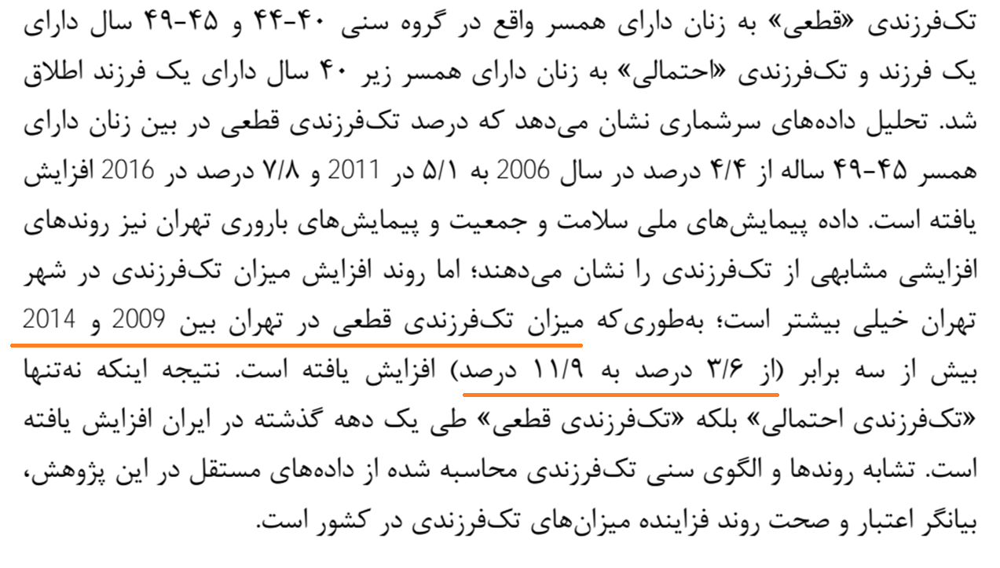 تک‌فرزندی «قطعی» به زنان دارای همسر واقع در گروه سنی ۴۰-۴۴ و ۴۵-۴۹ سال دارای
یک فرزند و تک‌فرزندی «احتمالی» به زنان دارای همسر زیر ۴۰ سال دارای یک فرزند اطلاق
شد. تحلیل داده‌های سرشماری نشان می‌دهد که درصد تک‌فرزندی قطعی در بین زنان دارای
همسر ۴۵-۴۹ ساله از ۴/۴ درصد در سال 2006 به ۵/۱ در 2011 و ۷/۸ درصد در 2016 افزایش
یافته است. داده پیمایش‌های ملی سلامت و جمعیت و پیمایش‌های باروری تهران نیز روندهای
افزایشی مشابهی از تک‌فرزندی را نشان می‌دهند؛ اما روند افزایش میزان تک‌فرزندی در شهر
تهران خیلی بیشتر است؛ به‌طوری‌که میزان تک‌فرزندی قطعی در تهران بین 2009 و 2014
بیش از سه برابر (از ۳/۶ درصد به ۱۱/۹ درصد) افزایش یافته است. نتیجه اینکه نه‌تنها
«تک‌فرزندی احتمالی» بلکه «تک‌فرزندی قطعی» طی یک دهه گذشته در ایران افزایش یافته
است. تشابه روندها و الگوی سنی تک‌فرزندی محاسبه شده از داده‌های مستقل در این پژوهش،
بیانگر اعتبار و صحت روند فزاینده میزان‌های تک‌فرزندی در کشور است.